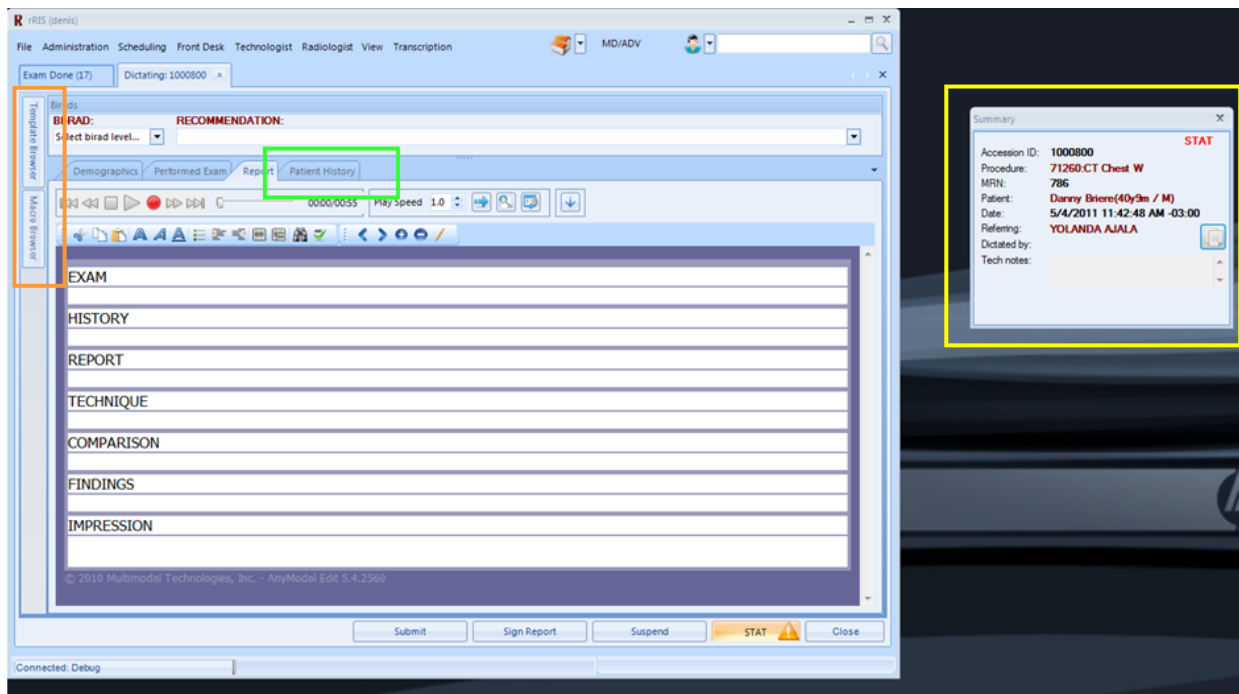 R rRIS (denis)
File Administration Scheduling Front Desk Technologist Radiologist View Transcription MD/ADV
Exam Done (17) Dictating: 1000800
Birads
BIRAD: RECOMMENDATION:
Select birad level...
Template Browser
Macro Browser
Demographics Performed Exam Report Patient History
00:00/00:55 Play Speed 1.0
EXAM
HISTORY
REPORT
TECHNIQUE
COMPARISON
FINDINGS
IMPRESSION
© 2010 Multimodal Technologies, Inc. - AnyModal Edit 5.4.2560
Submit Sign Report Suspend STAT Close
Connected: Debug
Summary
STAT
Accession ID: 1000800
Procedure: 71260:CT Chest W
MRN: 786
Patient: Danny Briere(40y9m / M)
Date: 5/4/2011 11:42:48 AM -03:00
Referring: YOLANDA AJALA
Dictated by:
Tech notes: